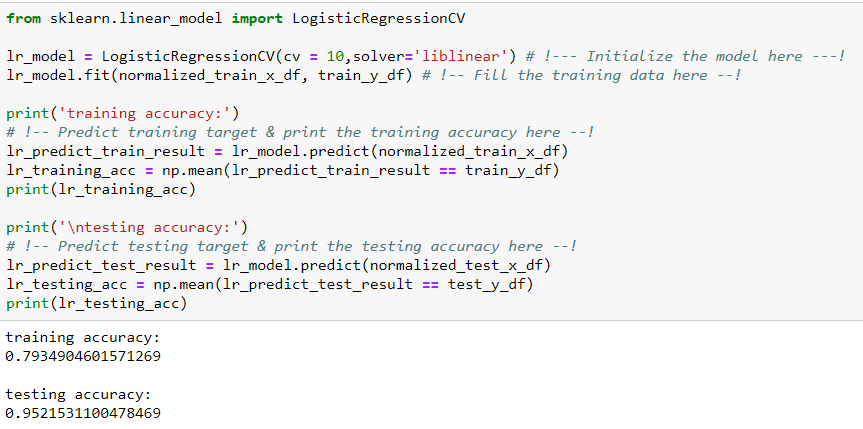 from sklearn.linear_model import LogisticRegressionCV
lr_model = LogisticRegressionCV(cv = 10,solver='liblinear') # !--- Initialize the model here ---!
lr_model.fit(normalized_train_x_df, train_y_df) # !-- Fill the training data here --!
print('training accuracy:')
# !-- Predict training target & print the training accuracy here --!
lr_predict_train_result = lr_model.predict(normalized_train_x_df)
lr_training_acc = np.mean(lr_predict_train_result == train_y_df)
print(lr_training_acc)
print('\ntesting accuracy:')
# !-- Predict testing target & print the testing accuracy here --!
lr_predict_test_result = lr_model.predict(normalized_test_x_df)
lr_testing_acc = np.mean(lr_predict_test_result == test_y_df)
print(lr_testing_acc)
training accuracy:
0.7934904601571269
testing accuracy:
0.9521531100478469